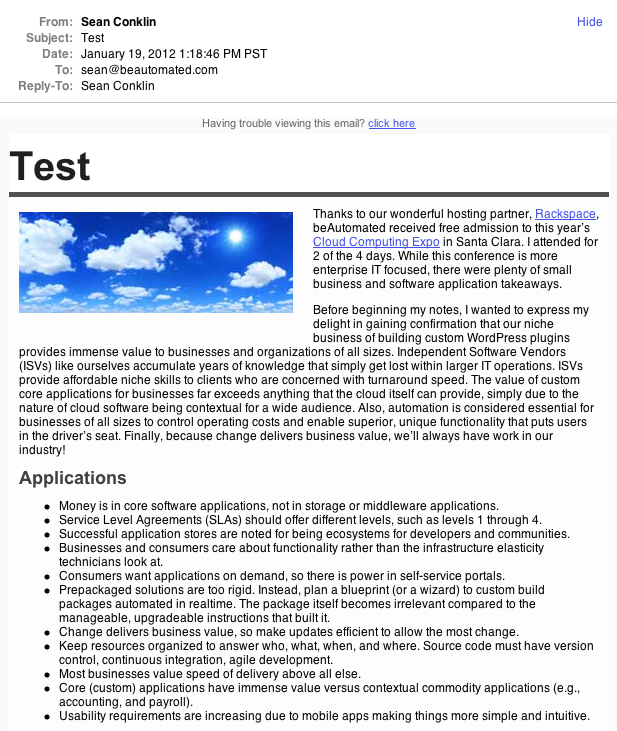 From: Sean Conklin
Hide
Subject: Test
Date: January 19, 2012 1:18:46 PM PST
To: sean@beautomated.com
Reply-To: Sean Conklin
Having trouble viewing this email? click here
Test
Thanks to our wonderful hosting partner, Rackspace,
beAutomated received free admission to this year's
Cloud Computing Expo in Santa Clara. I attended for
2 of the 4 days. While this conference is more
enterprise IT focused, there were plenty of small
business and software application takeaways.
Before beginning my notes, I wanted to express my
delight in gaining confirmation that our niche
business of building custom WordPress plugins
provides immense value to businesses and organizations of all sizes. Independent Software Vendors
(ISVs) like ourselves accumulate years of knowledge that simply get lost within larger IT operations. ISVs
provide affordable niche skills to clients who are concerned with turnaround speed. The value of custom
core applications for businesses far exceeds anything that the cloud itself can provide, simply due to the
nature of cloud software being contextual for a wide audience. Also, automation is considered essential for
businesses of all sizes to control operating costs and enable superior, unique functionality that puts users
in the driver's seat. Finally, because change delivers business value, we'll always have work in our
industry!
Applications
• Money is in core software applications, not in storage or middleware applications.
• Service Level Agreements (SLAs) should offer different levels, such as levels 1 through 4.
• Successful application stores are noted for being ecosystems for developers and communities.
• Businesses and consumers care about functionality rather than the infrastructure elasticity
technicians look at.
• Consumers want applications on demand, so there is power in self-service portals.
• Prepackaged solutions are too rigid. Instead, plan a blueprint (or a wizard) to custom build
packages automated in realtime. The package itself becomes irrelevant compared to the
manageable, upgradeable instructions that built it.
• Change delivers business value, so make updates efficient to allow the most change.
• Keep resources organized to answer who, what, when, and where. Source code must have version
control, continuous integration, agile development.
• Most businesses value speed of delivery above all else.
• Core (custom) applications have immense value versus contextual commodity applications (e.g.,
accounting, and payroll).
• Usability requirements are increasing due to mobile apps making things more simple and intuitive.